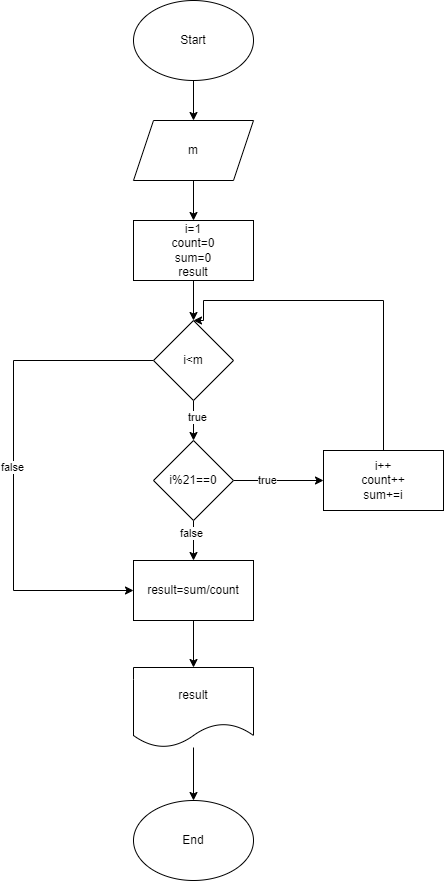 Start
m
i=1
count=0
sum=0
result
i<m
true
i%21==0
true
i++
count++
sum+=i
false
false
result=sum/count
result
End